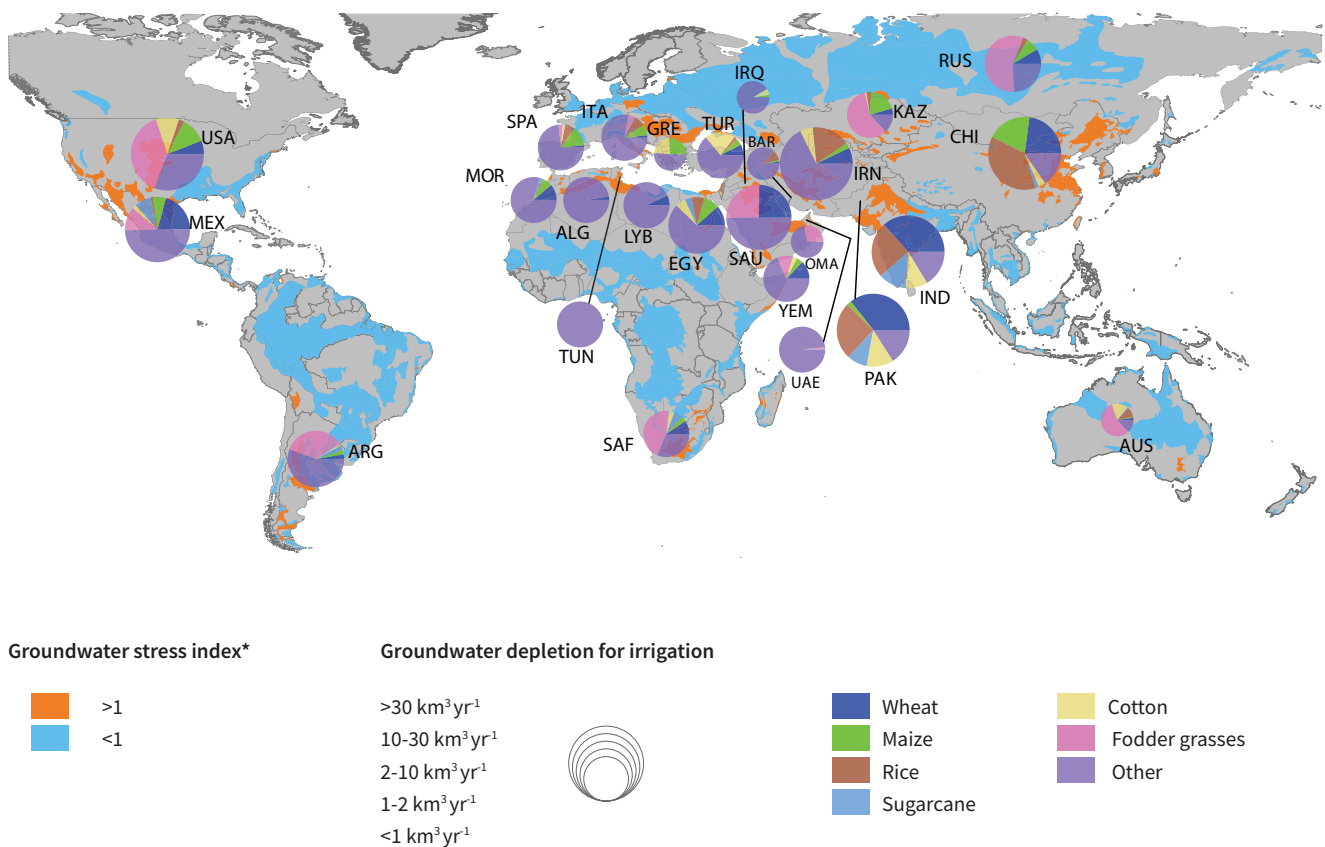 RUS
IRQ
USA
SPA
ITA
GRE
TUR
BAR
KAZ
CHI
MOR
IRN
MEX
ALG
LYB
EGY
SAU
OMA
IND
YEM
TUN
UAE
PAK
SAF
ARG
AUS
Groundwater stress index*
>1
<1
Groundwater depletion for irrigation
>30 km³ yr⁻¹
10-30 km³ yr⁻¹
2-10 km³ yr⁻¹
1-2 km³ yr⁻¹
<1 km³ yr⁻¹
Wheat
Maize
Rice
Sugarcane
Cotton
Fodder grasses
Other